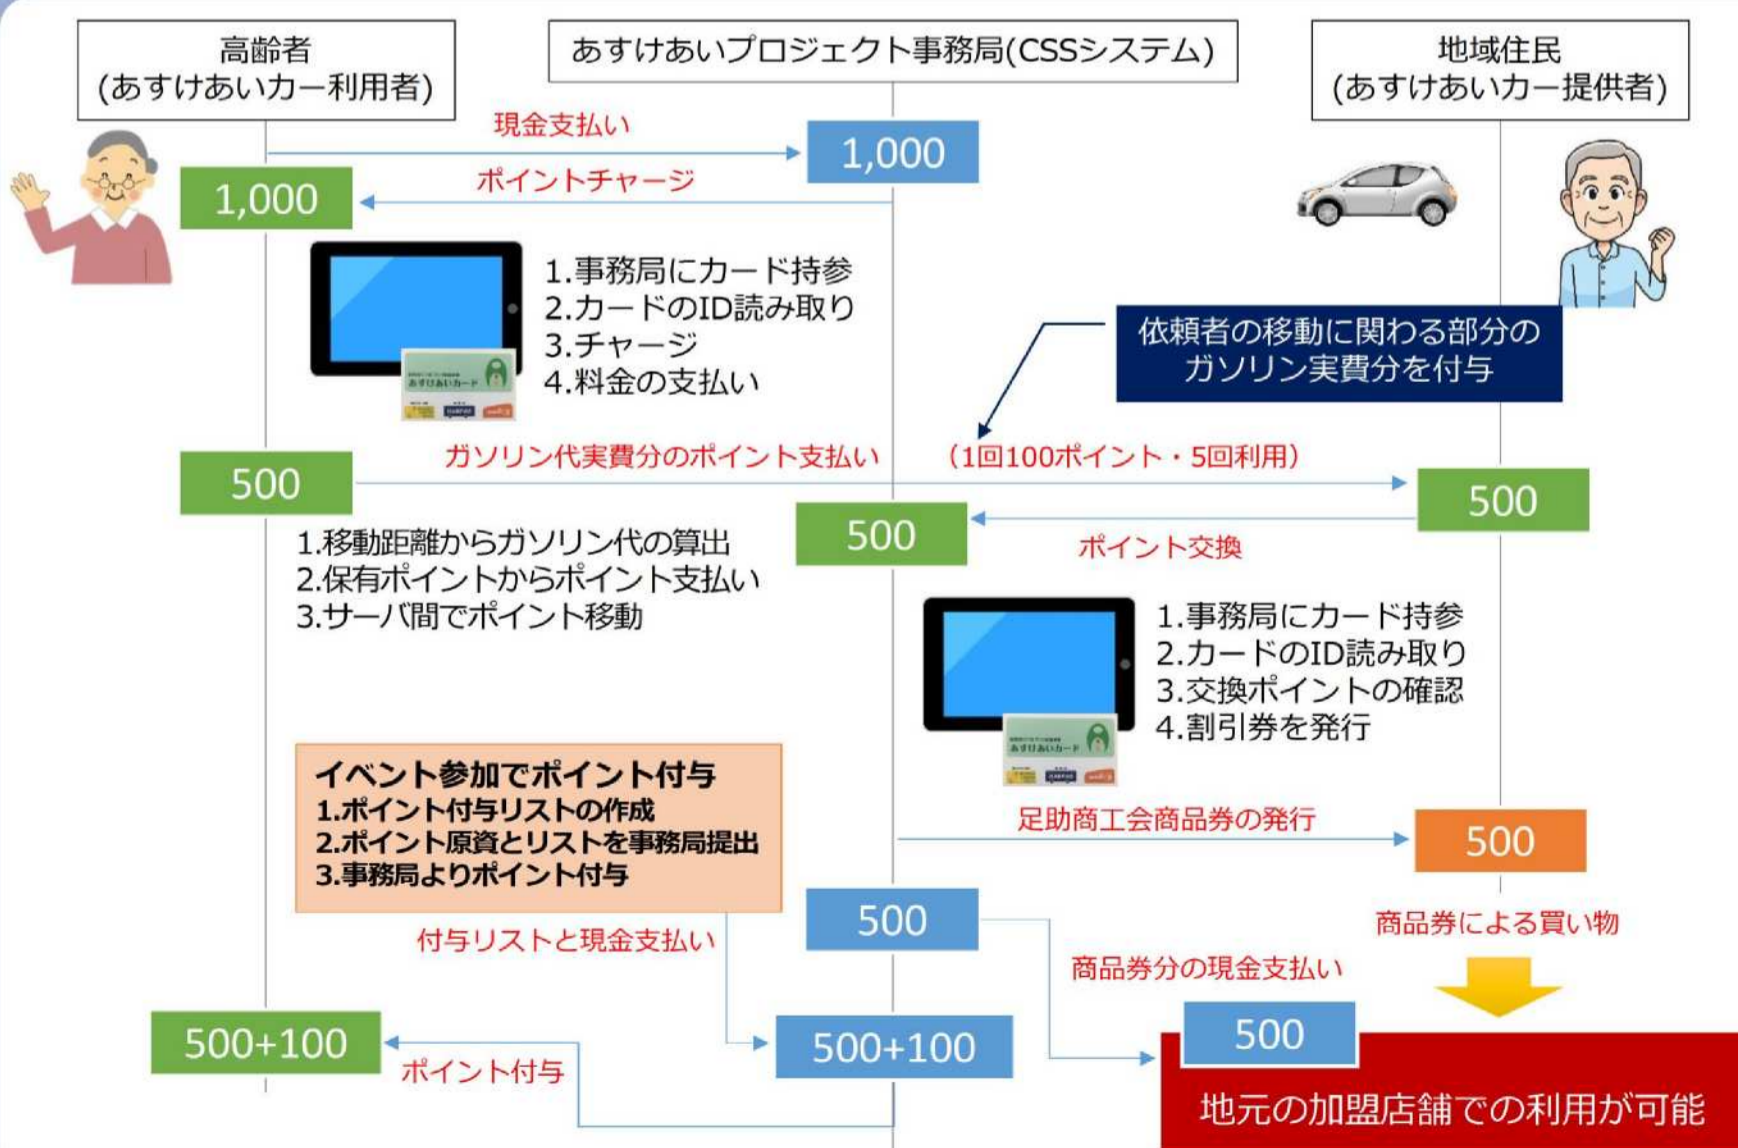 高齢者
(あすけあいカー利用者)
あすけあいプロジェクト事務局(CSSシステム)
地域住民
(あすけあいカー提供者)
現金支払い
1,000
ポイントチャージ
1,000
1.事務局にカード持参
2.カードのID読み取り
3.チャージ
4.料金の支払い
あすけあいカード
依頼者の移動に関わる部分の
ガソリン実費分を付与
ガソリン代実費分のポイント支払い
（1回100ポイント・5回利用）
500
500
500
ポイント交換
1.移動距離からガソリン代の算出
2.保有ポイントからポイント支払い
3.サーバ間でポイント移動
1.事務局にカード持参
2.カードのID読み取り
3.交換ポイントの確認
4.割引券を発行
あすけあいカード
イベント参加でポイント付与
1.ポイント付与リストの作成
2.ポイント原資とリストを事務局提出
3.事務局よりポイント付与
足助商工会商品券の発行
500
500
商品券による買い物
付与リストと現金支払い
商品券分の現金支払い
500+100
500+100
500
ポイント付与
地元の加盟店舗での利用が可能